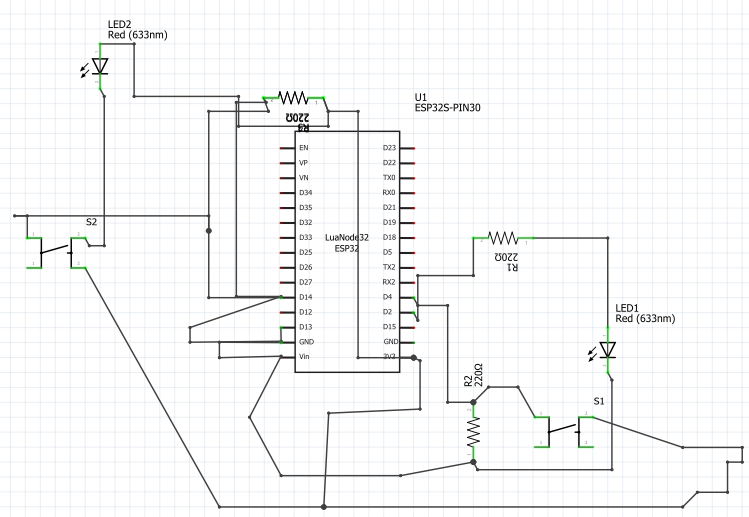 LED2
Red (633nm)
U1
ESP32S-PIN30
220Ω
EN
VP
VN
D34
D35
D32
D33
D25
D26
D27
D14
D12
D13
GND
Vin
D23
D22
TX0
RX0
D21
D19
D18
D5
TX2
RX2
D4
D2
D15
GND
3V3
LuaNode32
ESP32
S2
220Ω
R1
LED1
Red (633nm)
R2
220Ω
S1